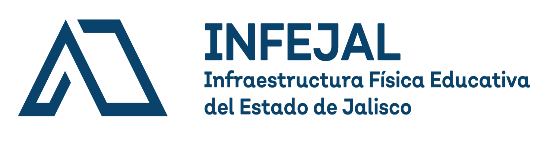 INFEJAL
Infraestructura Física Educativa
del Estado de Jalisco